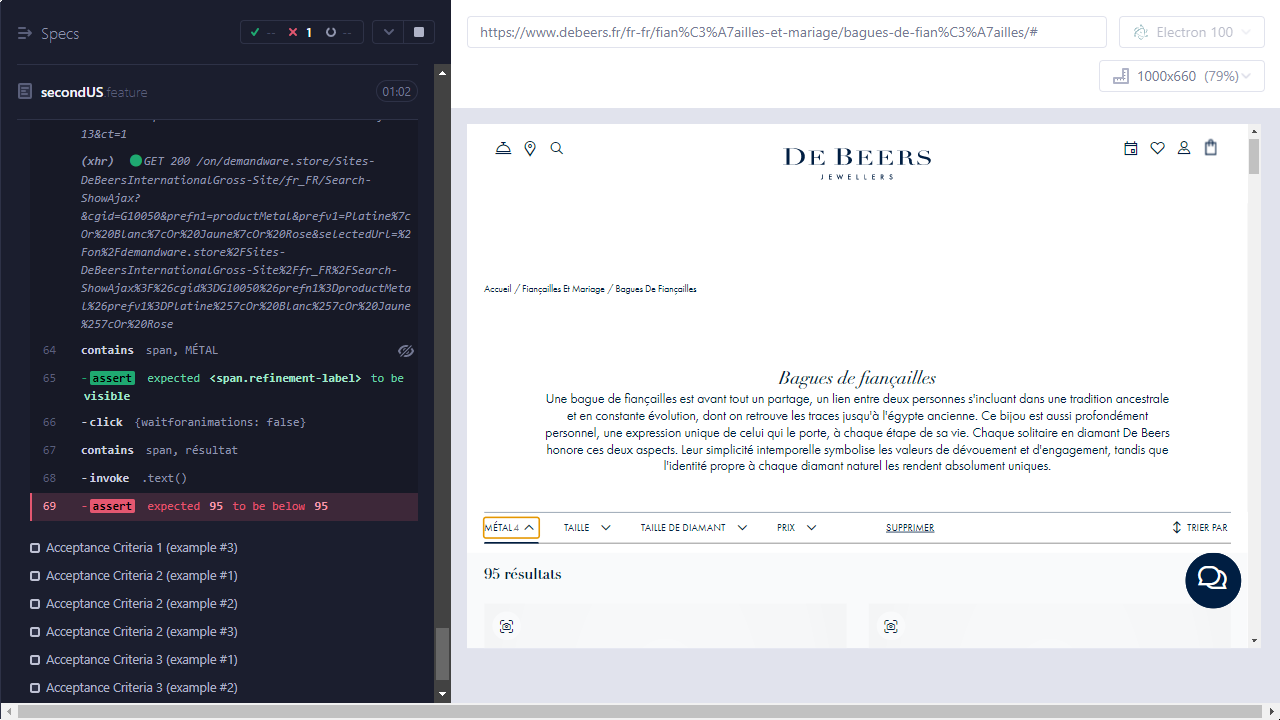 Specs
-- 1 --
secondUS feature
01:02
13&ct=1
(xhr) GET 200 /on/demandware.store/Sites-
DeBeersInternationalGross-Site/fr_FR/Search-
ShowAjax?
&cgid=G10050&prefn1=productMetal&prefv1=Platine%7c
Or%20Blanc%7cOr%20Jaune%7cOr%20Rose&selectedUrl=%2
Fon%2Fdemandware.store%2FSites-
DeBeersInternationalGross-Site%2Ffr_FR%2FSearch-
ShowAjax%3F%26cgid%3DG10050%26prefn1%3DproductMeta
l%26prefv1%3DPlatine%257cOr%20Blanc%257cOr%20Jaune
%257cOr%20Rose
64 contains span, MÉTAL
65 -assert expected <span.refinement-label> to be
visible
66 -click {waitforanimations: false}
67 contains span, résultat
68 -invoke .text()
69 -assert expected 95 to be below 95
Acceptance Criteria 1 (example #3)
Acceptance Criteria 2 (example #1)
Acceptance Criteria 2 (example #2)
Acceptance Criteria 2 (example #3)
Acceptance Criteria 3 (example #1)
Acceptance Criteria 3 (example #2)
https://www.debeers.fr/fr-fr/fian%C3%A7ailles-et-mariage/bagues-de-fian%C3%A7ailles/#
Electron 100
1000x660 (79%)
DE BEERS
JEWELLERS
Accueil / Fiançailles Et Mariage / Bagues De Fiançailles
Bagues de fiançailles
Une bague de fiançailles est avant tout un partage, un lien entre deux personnes s'incluant dans une tradition ancestrale
et en constante évolution, dont on retrouve les traces jusqu'à l'égypte ancienne. Ce bijou est aussi profondément
personnel, une expression unique de celui qui le porte, à chaque étape de sa vie. Chaque solitaire en diamant De Beers
honore ces deux aspects. Leur simplicité intemporelle symbolise les valeurs de dévouement et d'engagement, tandis que
l'identité propre à chaque diamant naturel les rendent absolument uniques.
MÉTAL 4 TAILLE TAILLE DE DIAMANT PRIX SUPPRIMER TRIER PAR
95 résultats